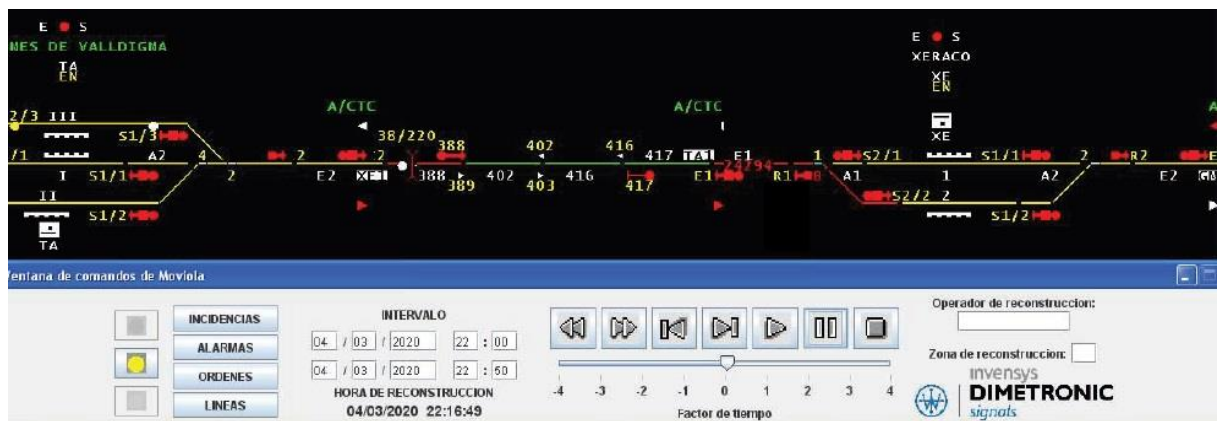 E S
NES DE VALLDIGNA
TA
EN
E S
XERACO
XE
EN
A/CTC
A/CTC
2/3 III
S1/3
38/220
388
402
416
417 TA1 E1
XE
/1
A2 4
2
24294
1
S2/1
S1/1
2
R2
I S1/1
2
E2 XE1
388
389
402
403
416
417
E1
R1
A1
1
A2
E2
II
S2/2 2
S1/2
S1/2
TA
Ventana de comandos de Moviola
INCIDENCIAS
ALARMAS
ORDENES
LINEAS
INTERVALO
04 / 03 / 2020 22 : 00
04 / 03 / 2020 22 : 50
HORA DE RECONSTRUCCION
04/03/2020 22:16:49
-4 -3 -2 -1 0 1 2 3 4
Factor de tiempo
Operador de reconstruccion:
Zona de reconstruccion:
invensys
DIMETRONIC
signals